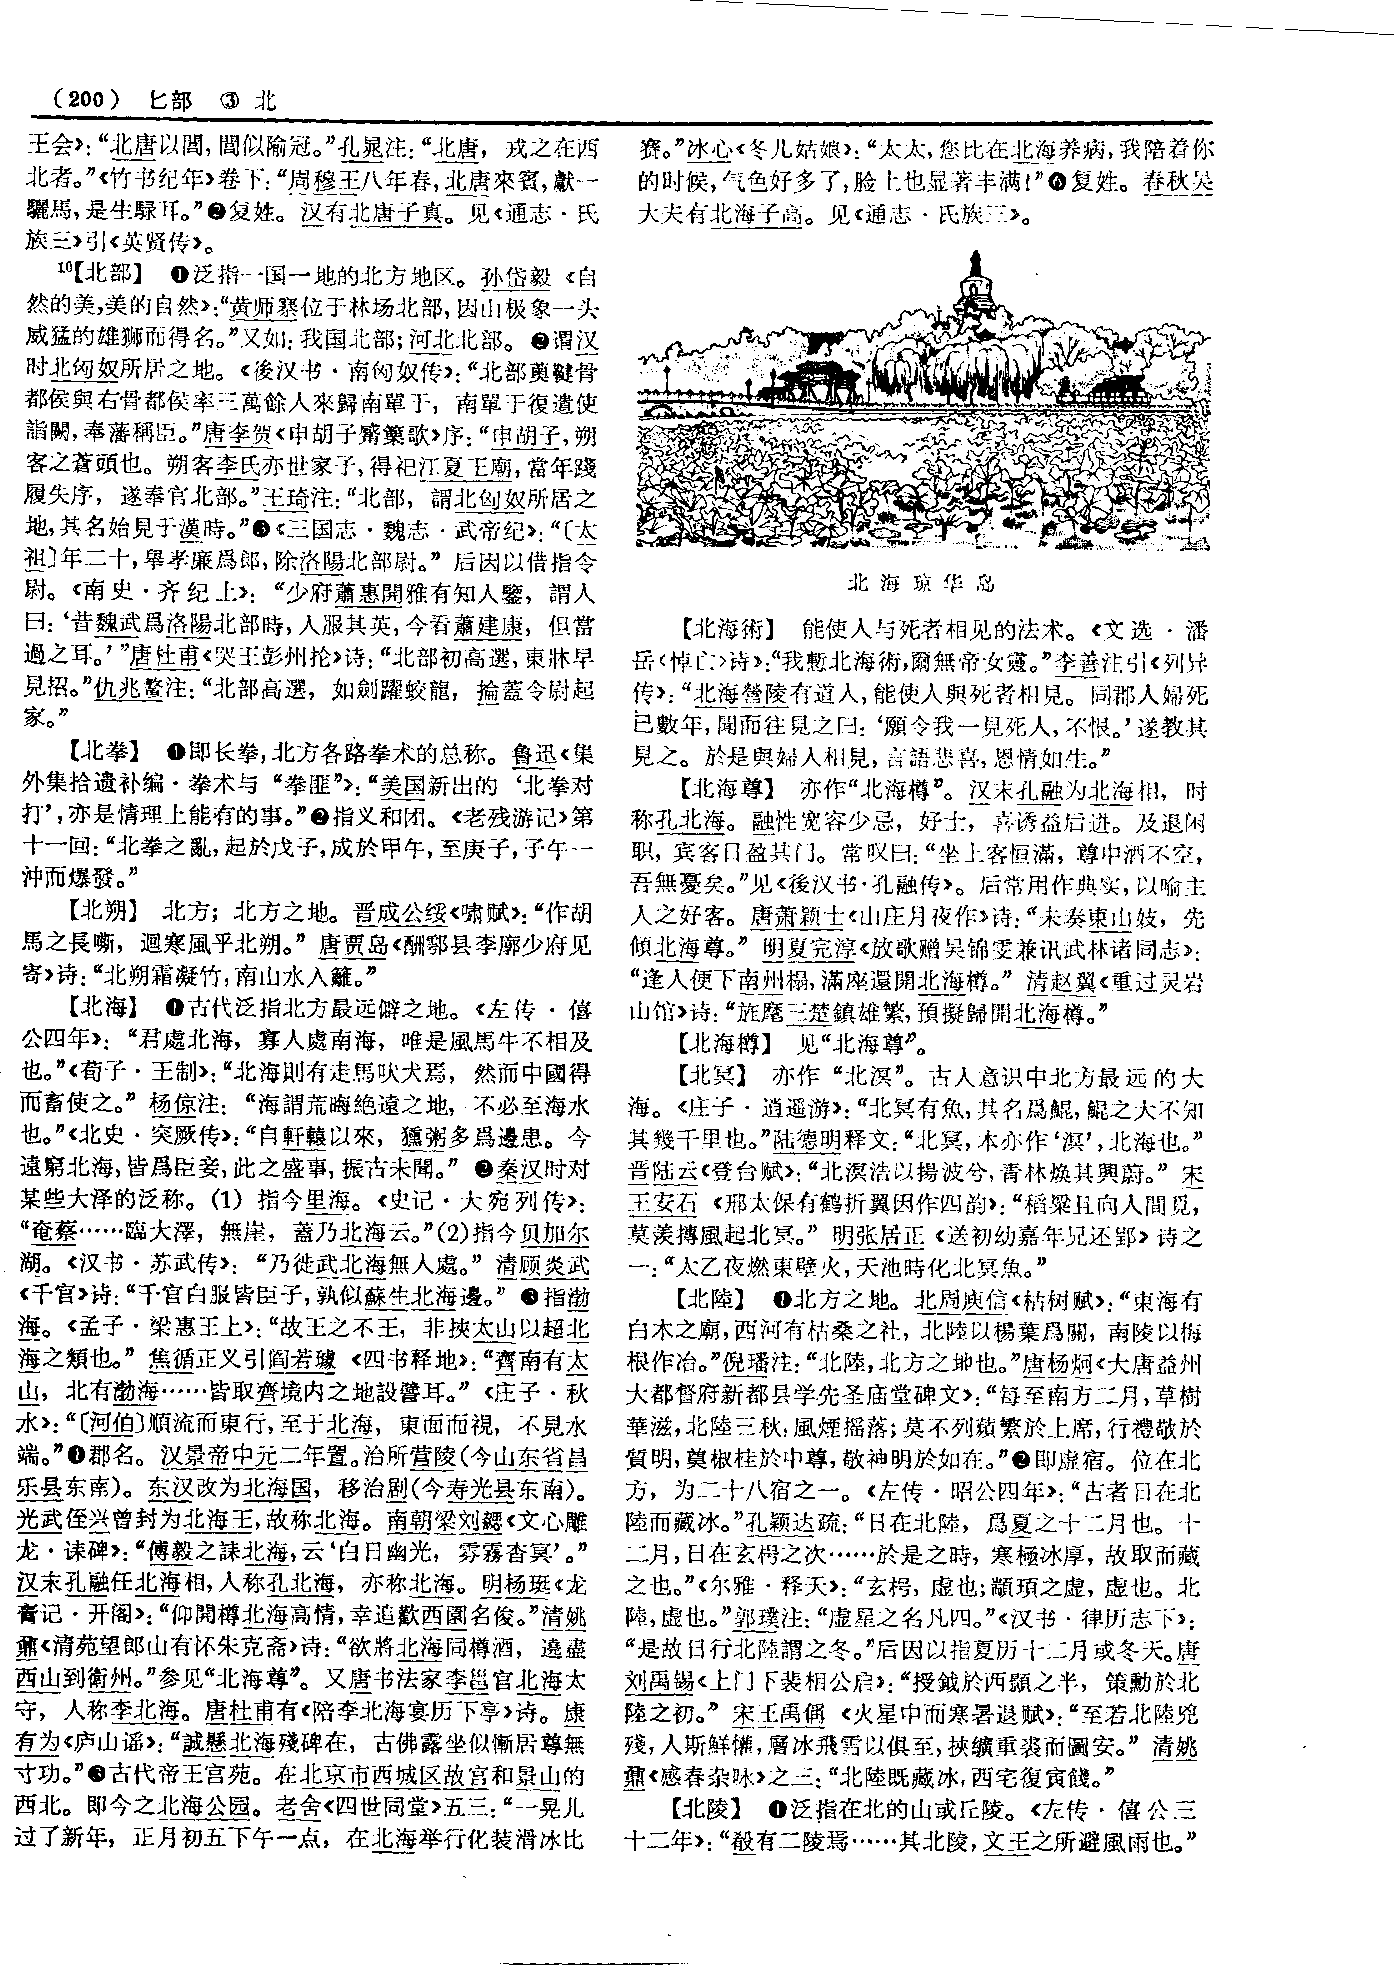 （200） 匕部 ③ 北
王会》：“北唐以閭，閭似隃冠。”孔晁注：“北唐，戎之在西
北者。”《竹书纪年》卷下：“周穆王八年春，北唐來賓，獻一
驪馬，是生騄耳。”❷复姓。汉有北唐子真。见《通志·氏
族三》引《英贤传》。
10【北部】 ❶泛指一国一地的北方地区。孙岱毅《自
然的美，美的自然》：“黄师寨位于林场北部，因山极象一头
威猛的雄狮而得名。”又如：我国北部；河北北部。❷谓汉
时北匈奴所居之地。《後汉书·南匈奴传》：“北部薁鞬骨
都侯與右骨都侯率三萬餘人來歸南單于，南單于復遣使
詣闕，奉藩稱臣。”唐李贺《申胡子觱篥歌》序：“申胡子，朔
客之蒼頭也。朔客李氏亦世家子，得祀江夏王廟，當年踐
履失序，遂奉官北部。”王琦注：“北部，謂北匈奴所居之
地，其名始見于漢時。”❸《三国志·魏志·武帝纪》：“〔太
祖〕年二十，舉孝廉爲郎，除洛陽北部尉。”后因以借指令
尉。《南史·齐纪上》：“少府蕭惠開雅有知人鑒，謂人
曰：‘昔魏武爲洛陽北部時，人服其英，今看蕭建康，但當
過之耳。’”唐杜甫《哭王彭州抡》诗：“北部初高選，東牀早
見招。”仇兆鳌注：“北部高選，如劍躍蛟龍，掄蓋令尉起
家。”
【北拳】 ❶即长拳，北方各路拳术的总称。鲁迅《集
外集拾遗补编·拳术与“拳匪”》：“美国新出的‘北拳对
打’，亦是情理上能有的事。”❷指义和团。《老残游记》第
十一回：“北拳之亂，起於戊子，成於甲午，至庚子，子午一
沖而爆發。”
【北朔】 北方；北方之地。晋成公绥《啸赋》：“作胡
馬之長嘶，迴寒風乎北朔。”唐贾岛《酬鄠县李廓少府见
寄》诗：“北朔霜凝竹，南山水入籬。”
【北海】 ❶古代泛指北方最远僻之地。《左传·僖
公四年》：“君處北海，寡人處南海，唯是風馬牛不相及
也。”《荀子·王制》：“北海則有走馬吠犬焉，然而中國得
而畜使之。”杨倞注：“海謂荒晦絶遠之地，不必至海水
也。”《北史·突厥传》：“自軒轅以來，獯粥多爲邊患。今
遠窮北海，皆爲臣妾，此之盛事，振古未聞。”❷秦汉时对
某些大泽的泛称。(1) 指今里海。《史记·大宛列传》：
“奄蔡……臨大澤，無崖，蓋乃北海云。”(2)指今贝加尔
湖。《汉书·苏武传》：“乃徙武北海無人處。”清顾炎武
《千官》诗：“千官白服皆臣子，孰似蘇生北海邊。”❸指渤
海。《孟子·梁惠王上》：“故王之不王，非挾太山以超北
海之類也。”焦循正义引阎若璩《四书释地》：“齊南有太
山，北有渤海……皆取齊境内之地設譬耳。”《庄子·秋
水》：“〔河伯〕順流而東行，至于北海，東面而視，不見水
端。”❹郡名。汉景帝中元二年置。治所营陵（今山东省昌
乐县东南）。东汉改为北海国，移治剧（今寿光县东南）。
光武侄兴曾封为北海王，故称北海。南朝梁刘勰《文心雕
龙·诔碑》：“傅毅之誄北海，云‘白日幽光，雰霧杳冥’。”
汉末孔融任北海相，人称孔北海，亦称北海。明杨珽《龙
膏记·开阁》：“仰閲樽北海高情，幸追歡西園名俊。”清姚
鼐《清苑望郎山有怀朱克斋》诗：“欲將北海同樽酒，遶盡
西山到衞州。”参见“北海尊”。又唐书法家李邕官北海太
守，人称李北海。唐杜甫有《陪李北海宴历下亭》诗。康
有为《庐山谣》：“誠懸北海殘碑在，古佛露坐似慚居尊無
寸功。”❺古代帝王宫苑。在北京市西城区故宫和景山的
西北。即今之北海公园。老舍《四世同堂》五三：“一晃儿
过了新年，正月初五下午一点，在北海举行化装滑冰比
赛。”冰心《冬儿姑娘》：“太太，您比在北海养病，我陪着你
的时候，气色好多了，脸上也显著丰满！”❻复姓。春秋吴
大夫有北海子高。见《通志·氏族三》。
北海琼华岛
【北海術】 能使人与死者相见的法术。《文选·潘
岳〈悼亡〉诗》：“我慙北海術，爾無帝女靈。”李善注引《列异
传》：“北海營陵有道人，能使人與死者相見。同郡人婦死
已數年，聞而往見之曰：‘願令我一見死人，不恨。’遂教其
見之。於是與婦人相見，言語悲喜，恩情如生。”
【北海尊】 亦作“北海樽”。汉末孔融为北海相，时
称孔北海。融性宽容少忌，好士，喜诱益后进。及退闲
职，宾客日盈其门。常叹曰：“坐上客恒滿，尊中酒不空，
吾無憂矣。”见《後汉书·孔融传》。后常用作典实，以喻主
人之好客。唐萧颖士《山庄月夜作》诗：“未奏東山妓，先
傾北海尊。”明夏完淳《放歌赠吴锦雯兼讯武林诸同志》：
“逢人便下南州榻，滿座還開北海樽。”清赵翼《重过灵岩
山馆》诗：“旌麾三楚鎮雄繁，預擬歸開北海樽。”
【北海樽】 见“北海尊”。
【北冥】 亦作“北溟”。古人意识中北方最远的大
海。《庄子·逍遥游》：“北冥有魚，其名爲鯤，鯤之大不知
其幾千里也。”陆德明释文：“北冥，本亦作‘溟’，北海也。”
晋陆云《登台赋》：“北溟浩以揚波兮，青林焕其興蔚。”宋
王安石《邢太保有鹤折翼因作四韵》：“稻粱且向人間覓，
莫羡摶風起北冥。”明张居正《送初幼嘉年兄还郢》诗之
一：“太乙夜燃東壁火，天池時化北冥魚。”
【北陸】 ❶北方之地。北周庾信《枯树赋》：“東海有
白木之廟，西河有枯桑之社，北陸以楊葉爲關，南陵以梅
根作冶。”倪璠注：“北陸，北方之地也。”唐杨炯《大唐益州
大都督府新都县学先圣庙堂碑文》：“每至南方二月，草樹
華滋，北陸三秋，風煙摇落；莫不列蘋蘩於上席，行禮敬於
質明，奠椒桂於中尊，敬神明於如在。”❷即虚宿。位在北
方，为二十八宿之一。《左传·昭公四年》：“古者日在北
陸而藏冰。”孔颖达疏：“日在北陸，爲夏之十二月也。十
二月，日在玄枵之次……於是之時，寒極冰厚，故取而藏
之也。”《尔雅·释天》：“玄枵，虚也；顓頊之虚，虚也。北
陸，虚也。”郭璞注：“虚星之名凡四。”《汉书·律历志下》：
“是故日行北陸謂之冬。”后因以指夏历十二月或冬天。唐
刘禹锡《上门下裴相公启》：“授鉞於西顥之半，策勳於北
陸之初。”宋王禹偁《火星中而寒暑退赋》：“至若北陸兇
殘，人斯鮮懽，層冰飛雪以俱至，挾纊重裘而圖安。”清姚
鼐《感春杂咏》之三：“北陸既藏冰，西宅復寅餞。”
【北陵】 ❶泛指在北的山或丘陵。《左传·僖公三
十二年》：“殽有二陵焉……其北陵，文王之所避風雨也。”